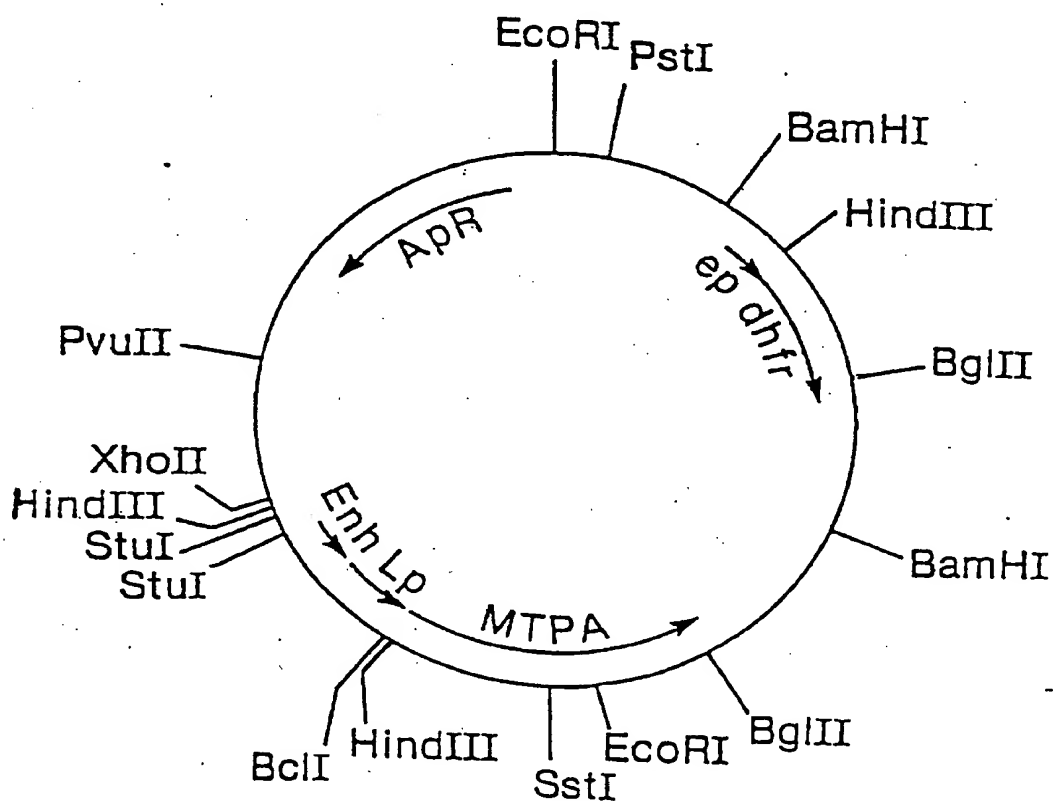 EcoRI
PstI
BamHI
HindIII
ApR
ep dhfr
PvuII
BglII
XhoII
HindIII
StuI
StuI
Enh Lp
MTPA
BamHI
BclI
HindIII
SstI
EcoRI
BglII